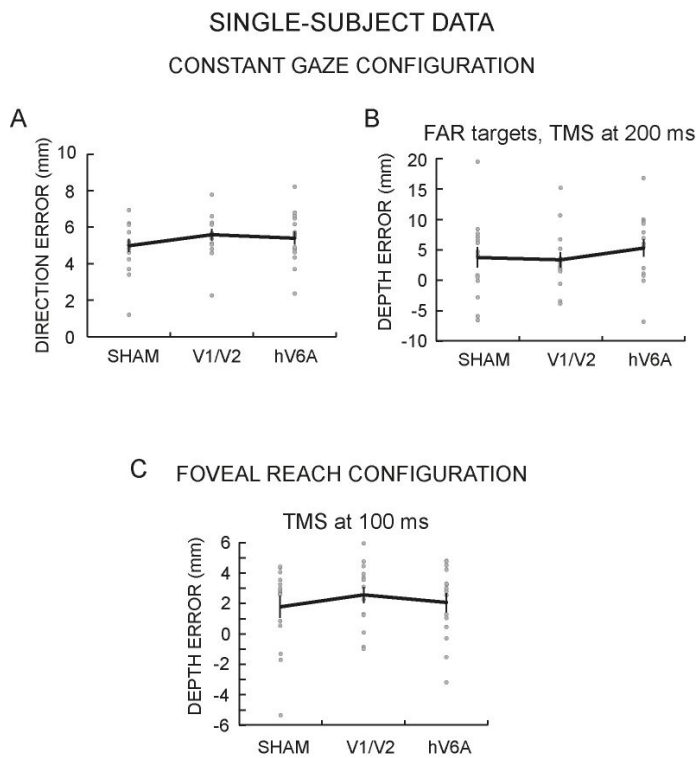 SINGLE-SUBJECT DATA
CONSTANT GAZE CONFIGURATION
A
DIRECTION ERROR (mm)
10
8
6
4
2
0
SHAM V1/V2 hV6A
B
FAR targets, TMS at 200 ms
DEPTH ERROR (mm)
20
15
10
5
0
-5
-10
SHAM V1/V2 hV6A
C FOVEAL REACH CONFIGURATION
TMS at 100 ms
DEPTH ERROR (mm)
6
4
2
0
-2
-4
-6
SHAM V1/V2 hV6A